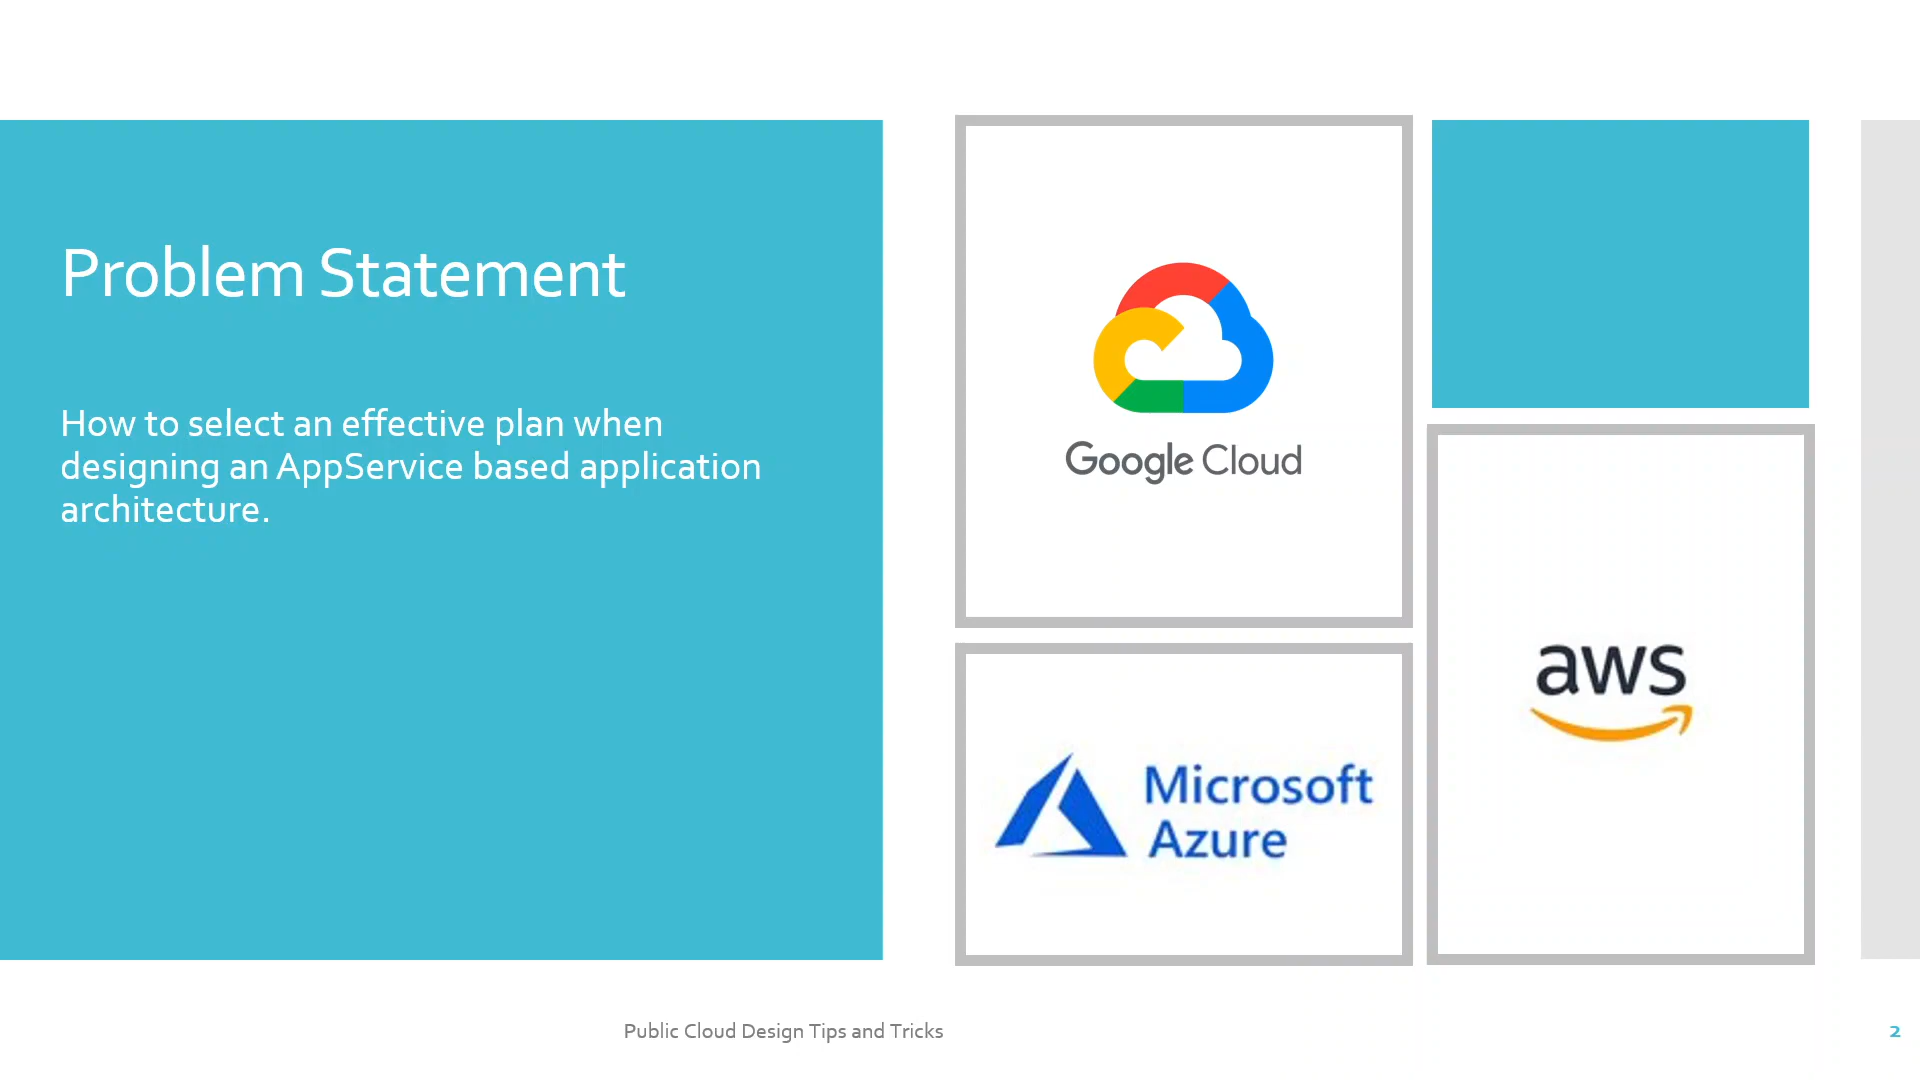 Problem Statement
How to select an effective plan when
designing an AppService based application
architecture.
Google Cloud
aws
Microsoft
Azure
Public Cloud Design Tips and Tricks
2